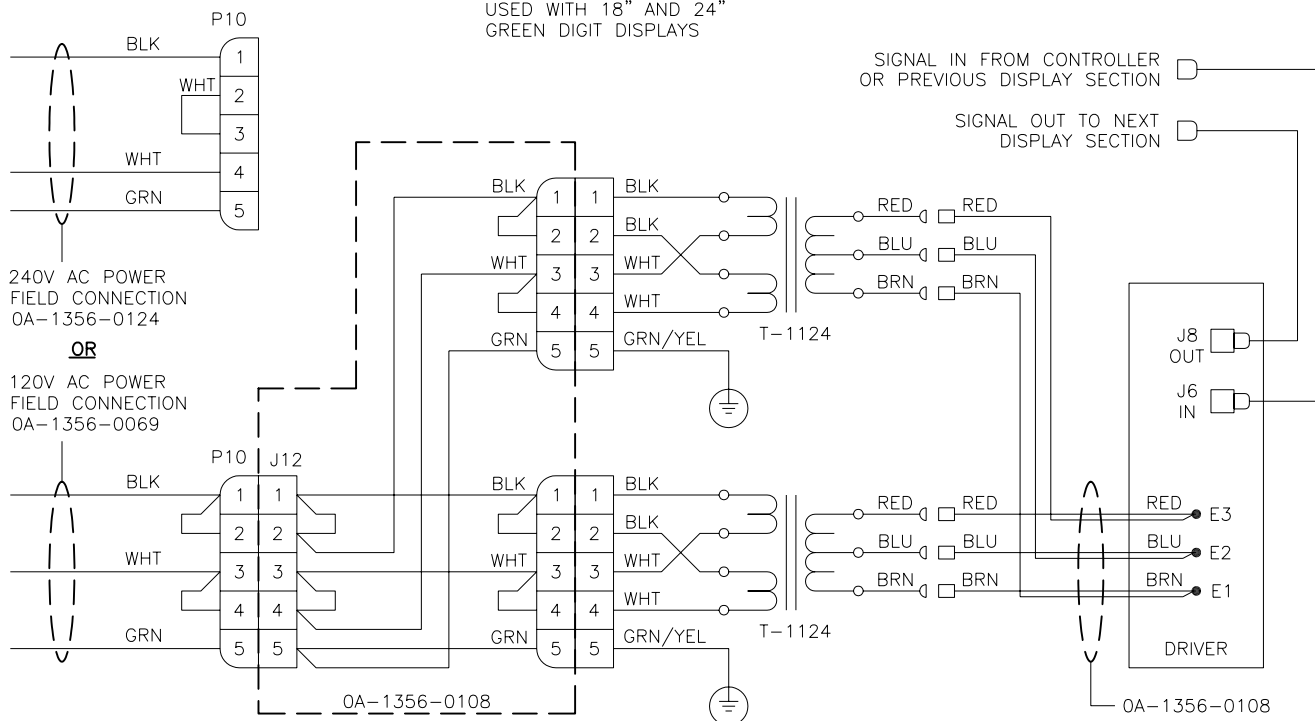 USED WITH 18" AND 24"
GREEN DIGIT DISPLAYS
P10
BLK
1
WHT
2
3
WHT
4
GRN
5
SIGNAL IN FROM CONTROLLER
OR PREVIOUS DISPLAY SECTION
SIGNAL OUT TO NEXT
DISPLAY SECTION
240V AC POWER
FIELD CONNECTION
0A-1356-0124
OR
120V AC POWER
FIELD CONNECTION
0A-1356-0069
BLK 1 1 BLK
2 2 BLK
WHT 3 3 WHT
4 4 WHT
GRN 5 5 GRN/YEL
T-1124
RED RED
BLU BLU
BRN BRN
J8
OUT
J6
IN
P10 J12
BLK 1 1
2 2
WHT 3 3
4 4
GRN 5 5
BLK 1 1 BLK
2 2 BLK
WHT 3 3 WHT
4 4 WHT
GRN 5 5 GRN/YEL
T-1124
RED RED RED E3
BLU BLU BLU E2
BRN BRN BRN E1
DRIVER
0A-1356-0108
0A-1356-0108